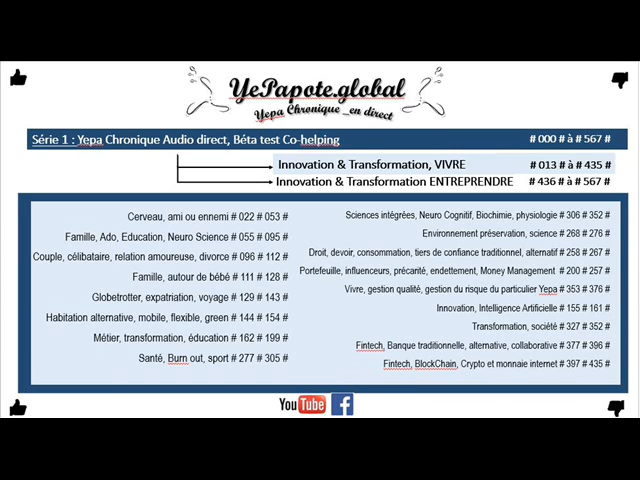 YePapote.global
Yepa Chronique _en direct
Série 1 : Yepa Chronique Audio direct, Béta test Co-helping # 000 # à # 567 #
Innovation & Transformation, VIVRE # 013 # à # 435 #
Innovation & Transformation ENTREPRENDRE # 436 # à # 567 #
Cerveau, ami ou ennemi # 022 # 053 #
Famille, Ado, Education, Neuro Science # 055 # 095 #
Couple, célibataire, relation amoureuse, divorce # 096 # 112 #
Famille, autour de bébé # 111 # 128 #
Globetrotter, expatriation, voyage # 129 # 143 #
Habitation alternative, mobile, flexible, green # 144 # 154 #
Métier, transformation, éducation # 162 # 199 #
Santé, Burn out, sport # 277 # 305 #
Sciences intégrées, Neuro Cognitif, Biochimie, physiologie # 306 # 352 #
Environnement préservation, science # 268 # 276 #
Droit, devoir, consommation, tiers de confiance traditionnel, alternatif # 258 # 267 #
Portefeuille, influenceurs, précarité, endettement, Money Management # 200 # 257 #
Vivre, gestion qualité, gestion du risque du particulier Yepa # 353 # 376 #
Innovation, Intelligence Artificielle # 155 # 161 #
Transformation, société # 327 # 352 #
Fintech, Banque traditionnelle, alternative, collaborative # 377 # 396 #
Fintech, BlockChain, Crypto et monnaie internet # 397 # 435 #
YouTube f